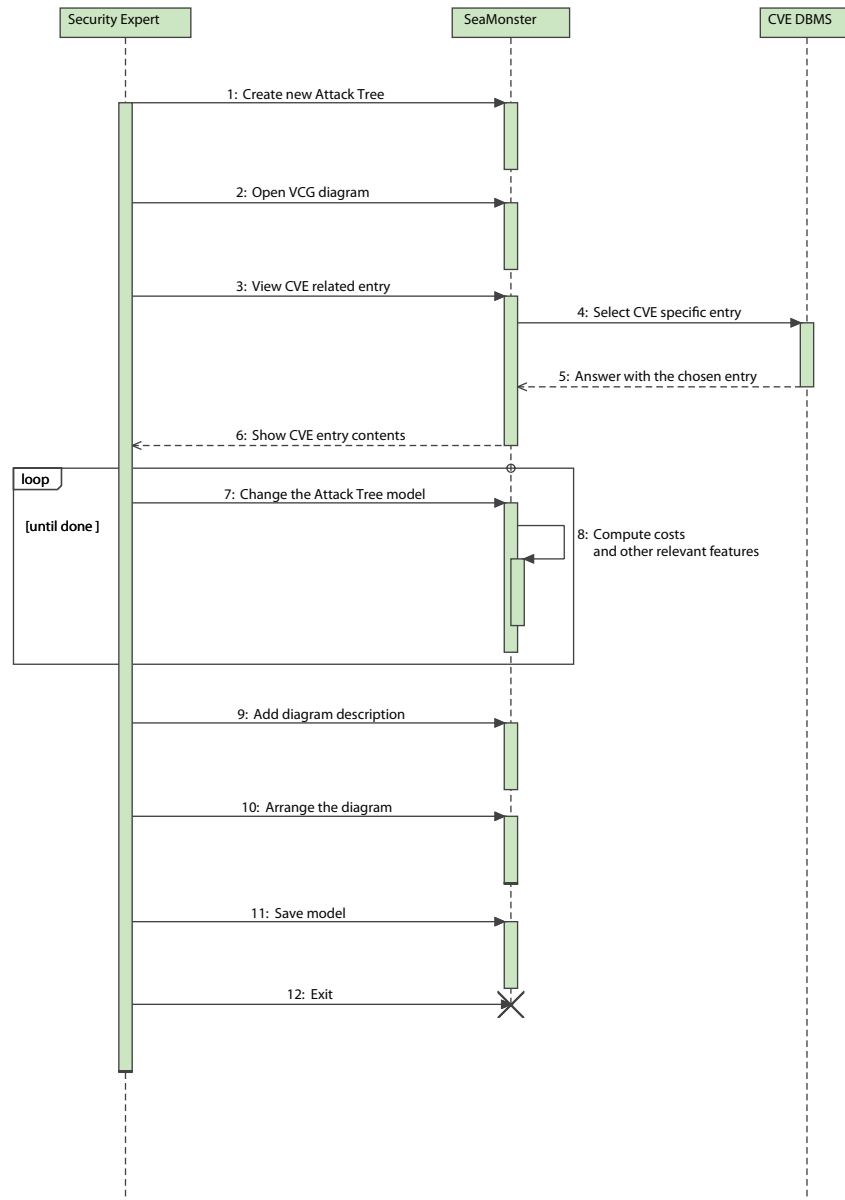 Security Expert
SeaMonster
CVE DBMS
1: Create new Attack Tree
2: Open VCG diagram
3: View CVE related entry
4: Select CVE specific entry
5: Answer with the chosen entry
6: Show CVE entry contents
loop
7: Change the Attack Tree model
[until done ]
8: Compute costs
and other relevant features
9: Add diagram description
10: Arrange the diagram
11: Save model
12: Exit